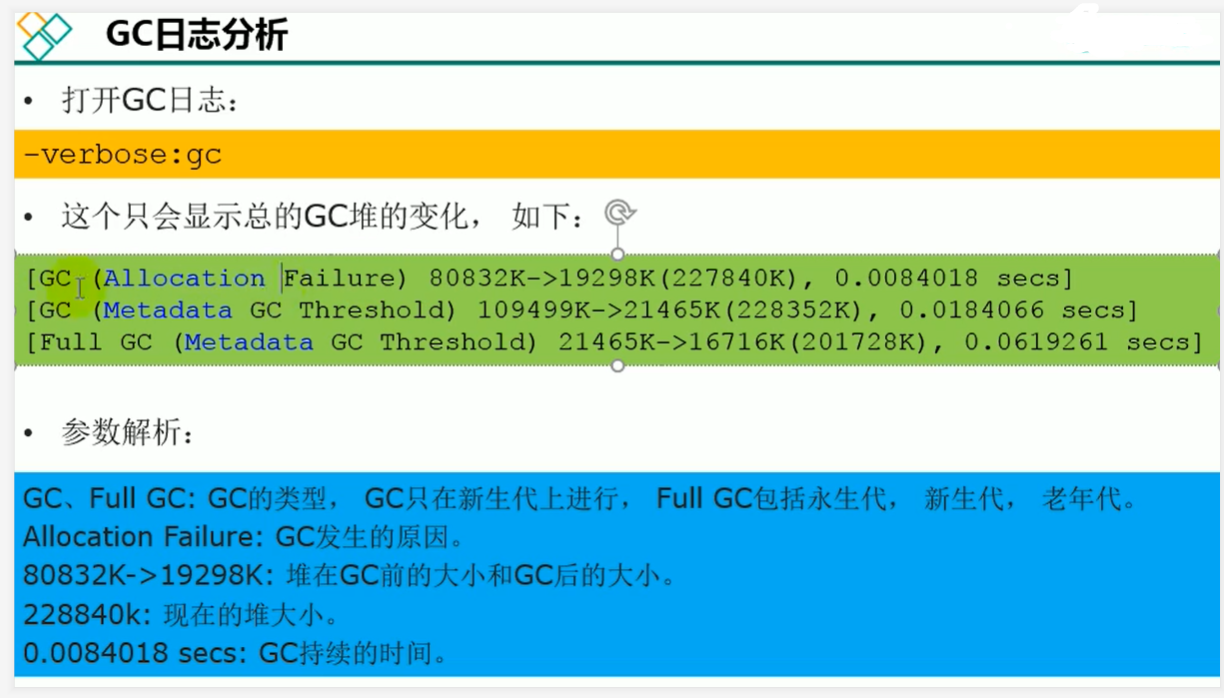 GC日志分析
• 打开GC日志：
-verbose:gc
• 这个只会显示总的GC堆的变化， 如下：
[GC (Allocation Failure) 80832K->19298K(227840K), 0.0084018 secs]
[GC (Metadata GC Threshold) 109499K->21465K(228352K), 0.0184066 secs]
[Full GC (Metadata GC Threshold) 21465K->16716K(201728K), 0.0619261 secs]
• 参数解析：
GC、Full GC: GC的类型， GC只在新生代上进行， Full GC包括永生代， 新生代， 老年代。
Allocation Failure: GC发生的原因。
80832K->19298K: 堆在GC前的大小和GC后的大小。
228840k: 现在的堆大小。
0.0084018 secs: GC持续的时间。